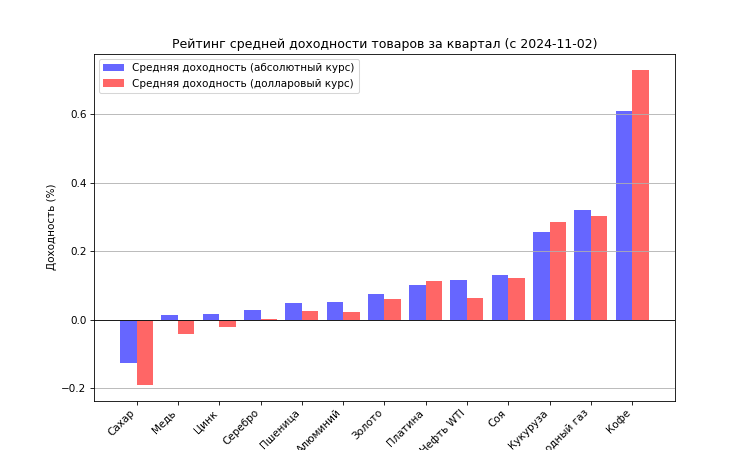 Рейтинг средней доходности товаров за квартал (с 2024-11-02)
Средняя доходность (абсолютный курс)
Средняя доходность (долларовый курс)
Доходность (%)
0.6
0.4
0.2
0.0
−0.2
Сахар
Медь
Цинк
Серебро
Пшеница
Алюминий
Золото
Платина
Нефть WTI
Соя
Кукуруза
одный газ
Кофе